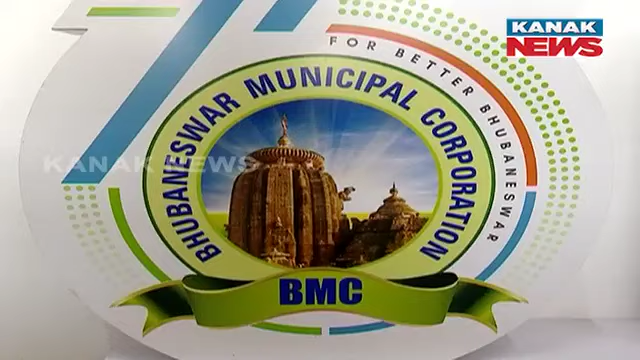 KANAK
NEWS
FOR BETTER BHUBANESWAR
BHUBANESWAR MUNICIPAL CORPORATION
KANAK NEWS
BMC